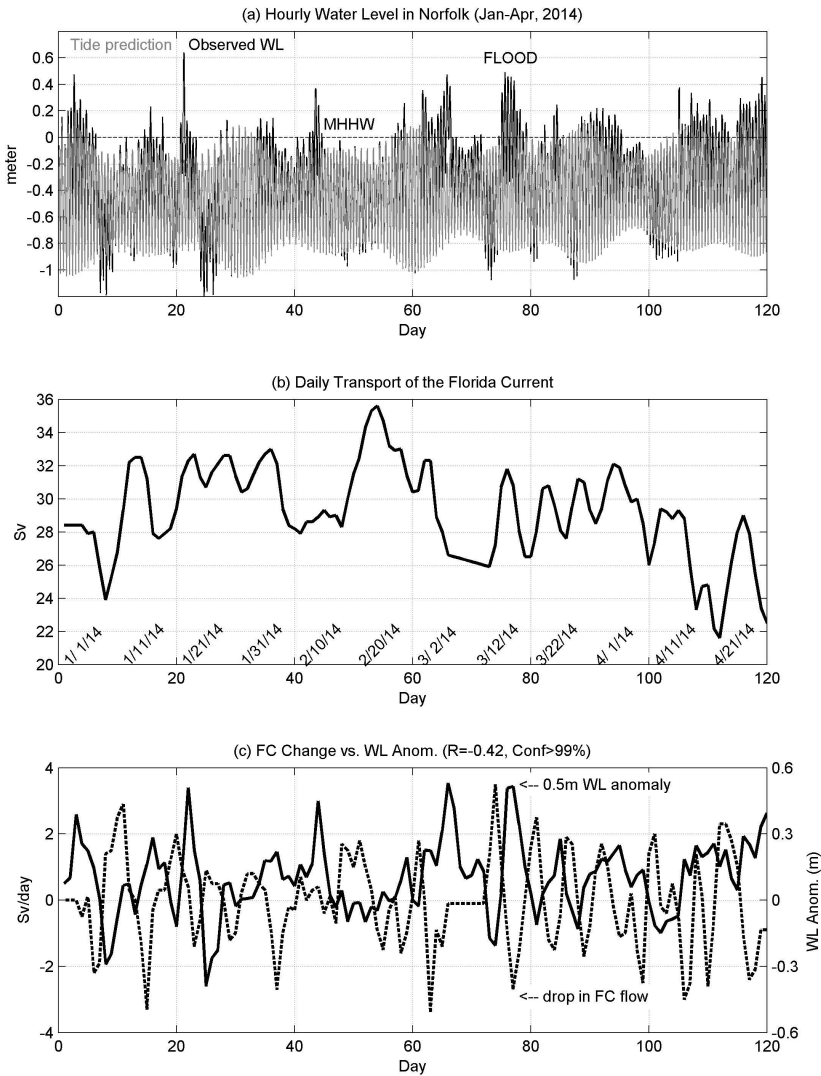 (a) Hourly Water Level in Norfolk (Jan-Apr, 2014)
Tide prediction Observed WL
FLOOD
MHHW
meter
0.6
0.4
0.2
0
-0.2
-0.4
-0.6
-0.8
-1
0 20 40 60 80 100 120
Day
(b) Daily Transport of the Florida Current
Sv
36
34
32
30
28
26
24
22
20
1/ 1/14 1/11/14 1/21/14 1/31/14 2/10/14 2/20/14 3/ 2/14 3/12/14 3/22/14 4/ 1/14 4/11/14 4/21/14
0 20 40 60 80 100 120
Day
(c) FC Change vs. WL Anom. (R=-0.42, Conf>99%)
Sv/day
4
2
0
-2
-4
<-- 0.5m WL anomaly
<-- drop in FC flow
0.6
0.3
0
-0.3
-0.6
WL Anom. (m)
0 20 40 60 80 100 120
Day